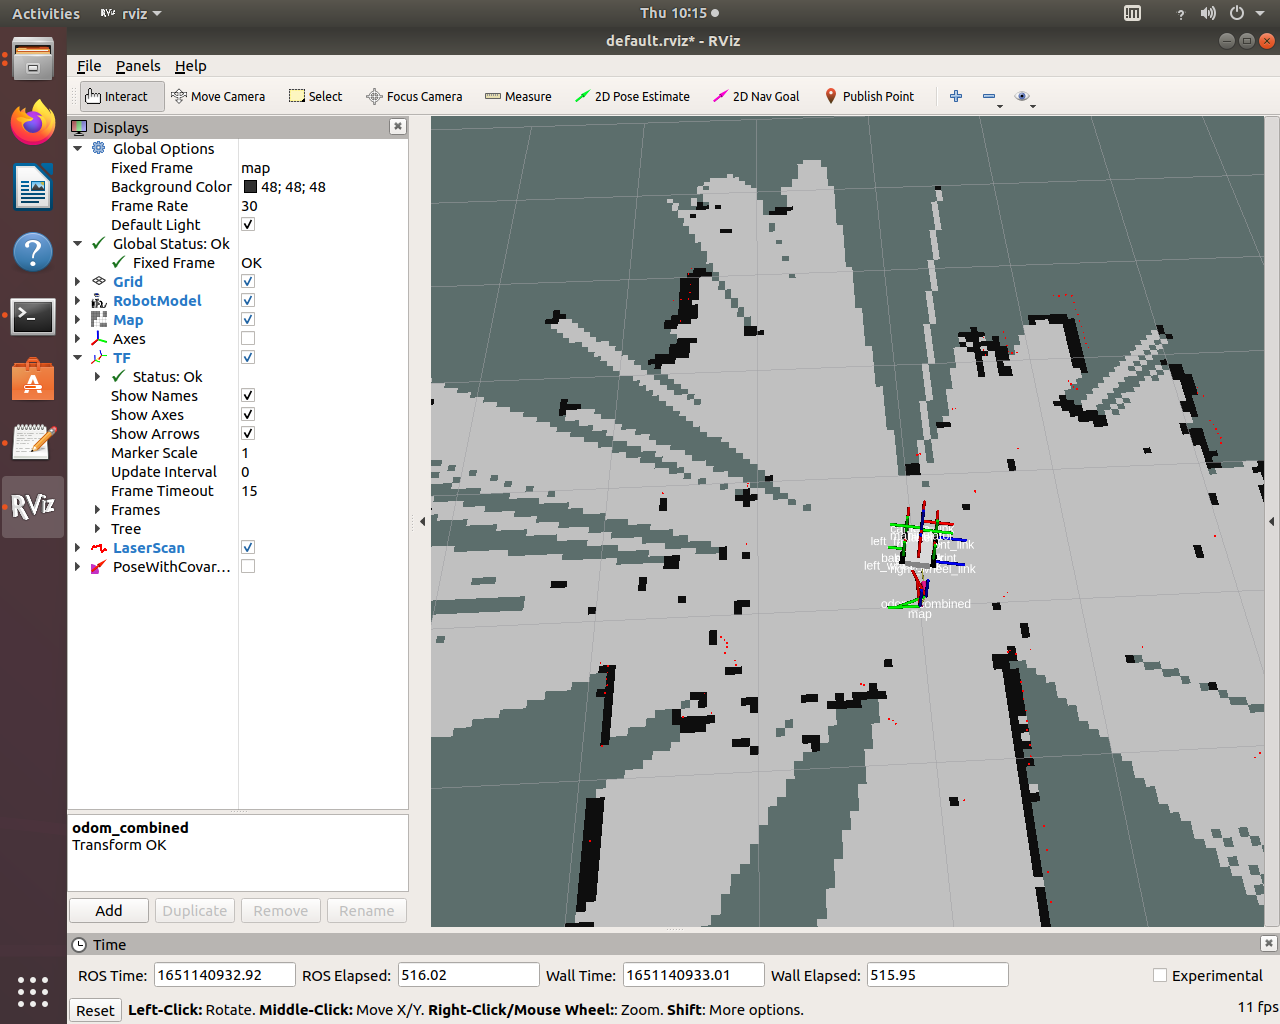 Activities
rviz
Thu 10:15
default.rviz* - RViz
File Panels Help
Interact Move Camera Select Focus Camera Measure 2D Pose Estimate 2D Nav Goal Publish Point
Displays
Global Options
Fixed Frame map
Background Color 48; 48; 48
Frame Rate 30
Default Light
Global Status: Ok
Fixed Frame OK
Grid
RobotModel
Map
Axes
TF
Status: Ok
Show Names
Show Axes
Show Arrows
Marker Scale 1
Update Interval 0
Frame Timeout 15
Frames
Tree
LaserScan
PoseWithCovar...
odom_combined
Transform OK
Add Duplicate Remove Rename
RViz
map
Time
ROS Time: 1651140932.92 ROS Elapsed: 516.02 Wall Time: 1651140933.01 Wall Elapsed: 515.95 Experimental
Reset Left-Click: Rotate. Middle-Click: Move X/Y. Right-Click/Mouse Wheel:: Zoom. Shift: More options. 11 fps